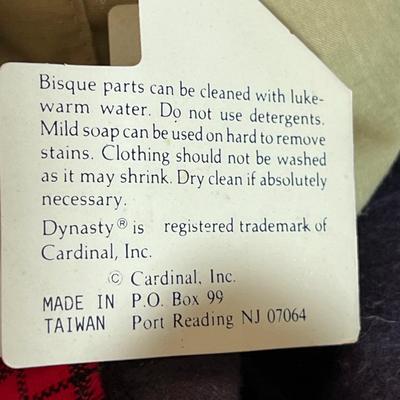 Bisque parts can be cleaned with luke-
warm water. Do not use detergents.
Mild soap can be used on hard to remove
stains. Clothing should not be washed
as it may shrink. Dry clean if absolutely
necessary.
Dynasty® is registered trademark of
Cardinal, Inc.
© Cardinal, Inc.
MADE IN P.O. Box 99
TAIWAN Port Reading NJ 07064